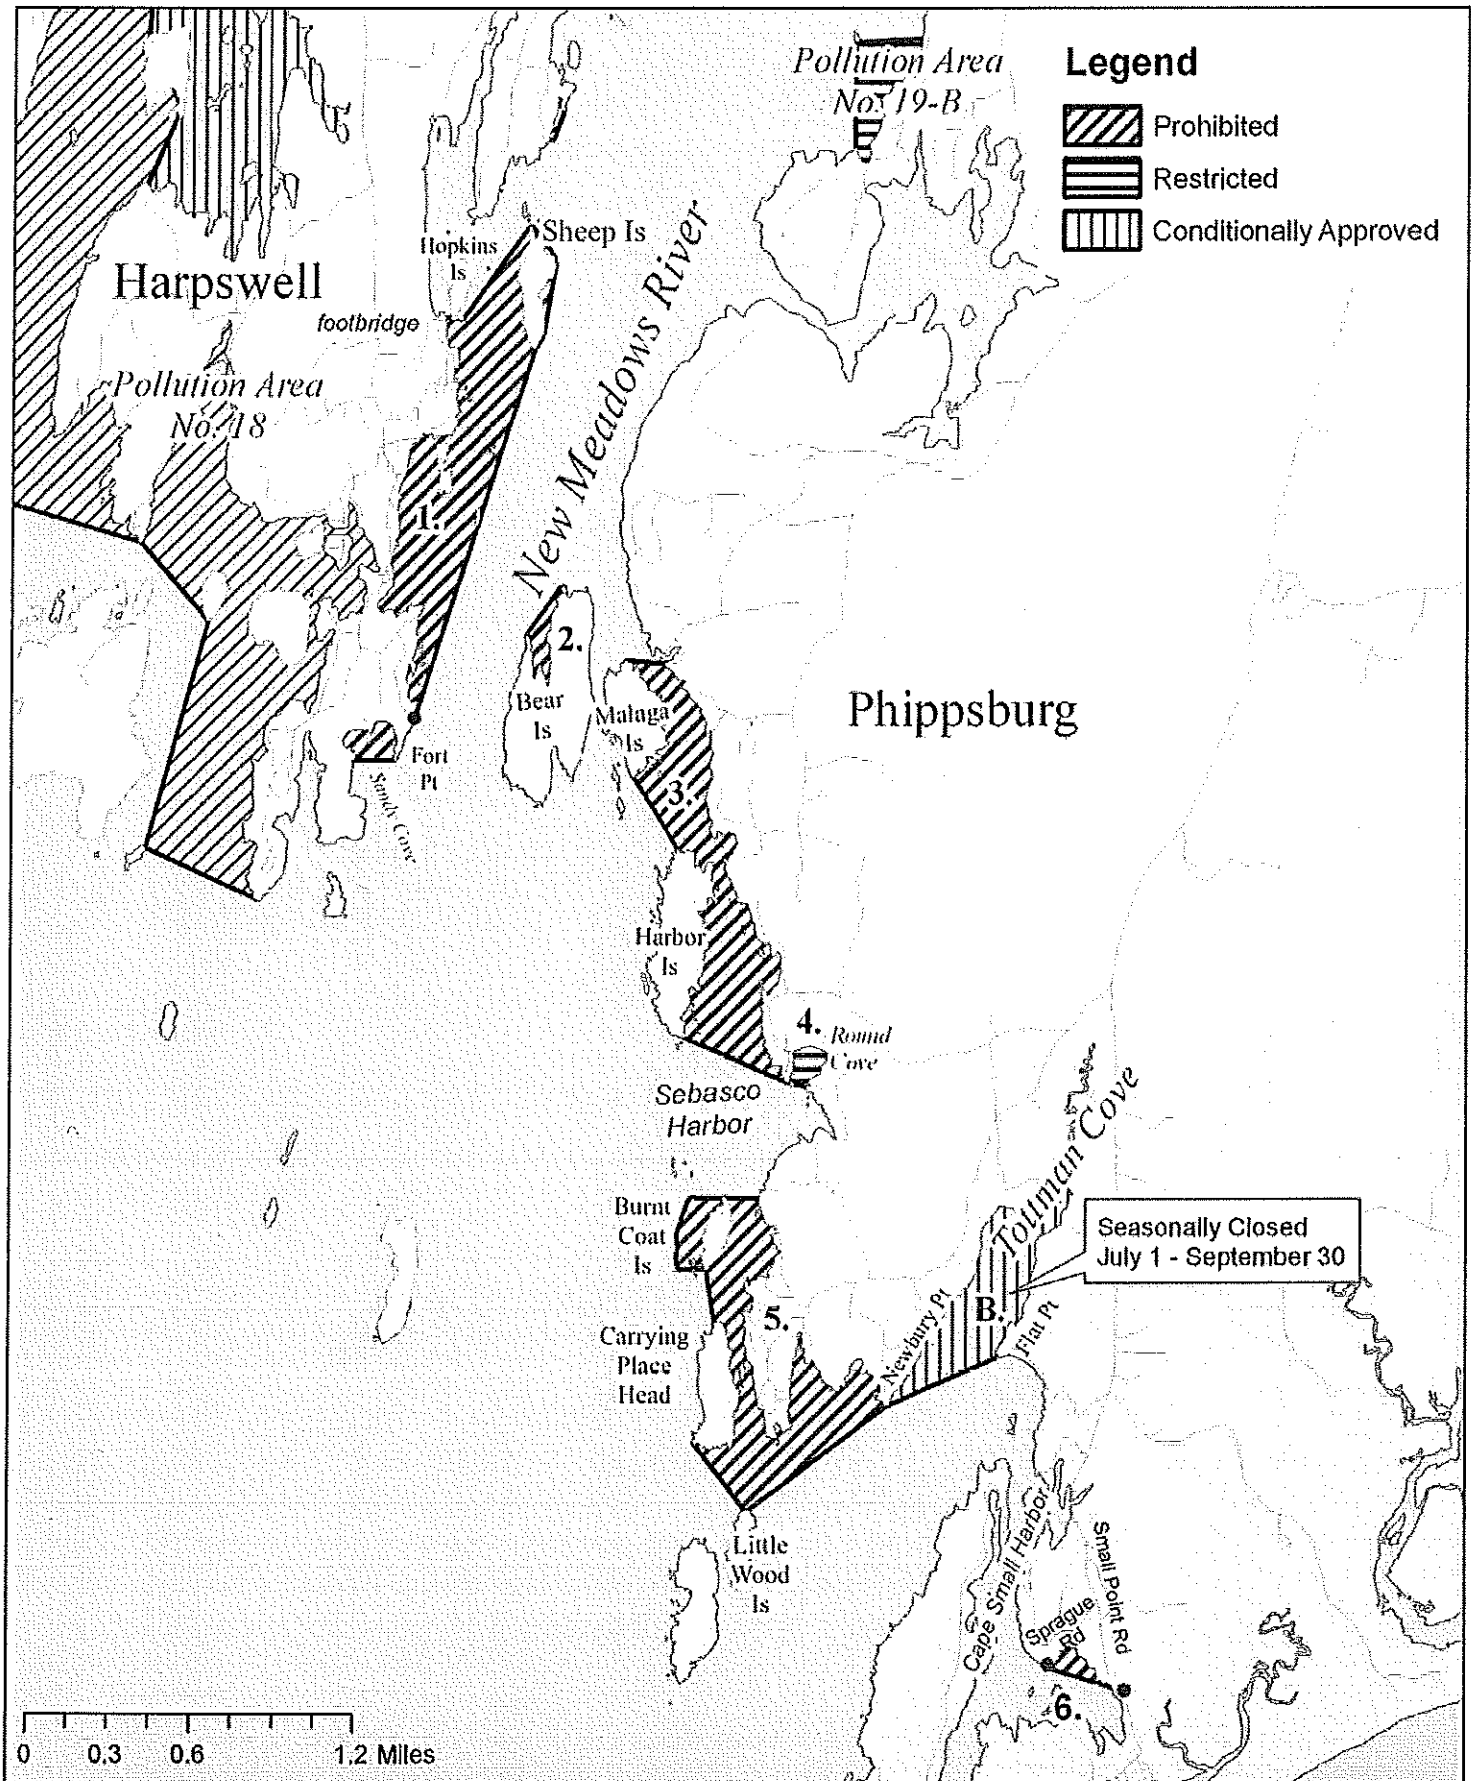 Pollution Area
No. 19-B
Legend
Prohibited
Restricted
Conditionally Approved
Hopkins
Is
Sheep Is
Harpswell
footbridge
New Meadows River
Pollution Area
No. 18
1.
2.
Bear
Is
Malaga
Is
Phippsburg
Fort
Pt
Sandy Cove
3.
Harbor
Is
4.
Round
Cove
Sebasco
Harbor
Tottman Cove
Burnt
Coat
Is
Seasonally Closed
July 1 - September 30
5.
B.
Newbury Pt
Flat Pt
Carrying
Place
Head
Little
Wood
Is
Cape Small Harbor
Small Point Rd
Sprague
Rd
6.
0 0.3 0.6 1.2 Miles